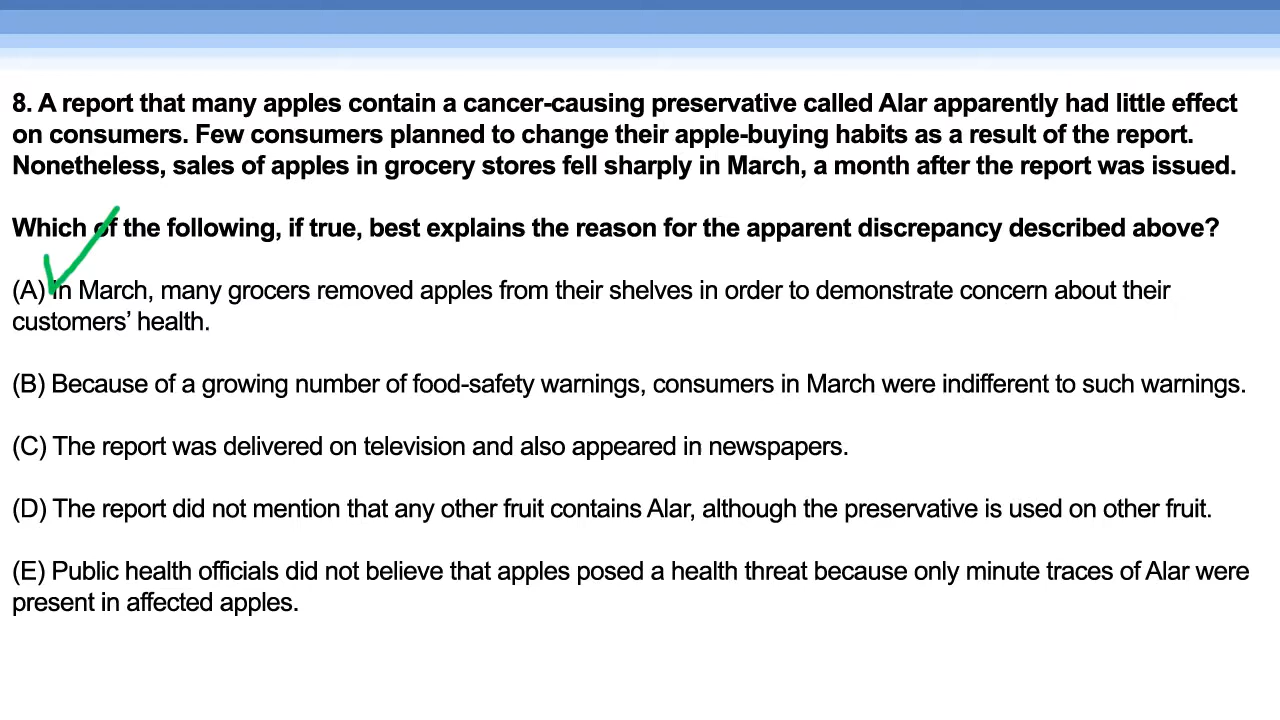 8. A report that many apples contain a cancer-causing preservative called Alar apparently had little effect
on consumers. Few consumers planned to change their apple-buying habits as a result of the report.
Nonetheless, sales of apples in grocery stores fell sharply in March, a month after the report was issued.
Which of the following, if true, best explains the reason for the apparent discrepancy described above?
(A) In March, many grocers removed apples from their shelves in order to demonstrate concern about their
customers’ health.
(B) Because of a growing number of food-safety warnings, consumers in March were indifferent to such warnings.
(C) The report was delivered on television and also appeared in newspapers.
(D) The report did not mention that any other fruit contains Alar, although the preservative is used on other fruit.
(E) Public health officials did not believe that apples posed a health threat because only minute traces of Alar were
present in affected apples.